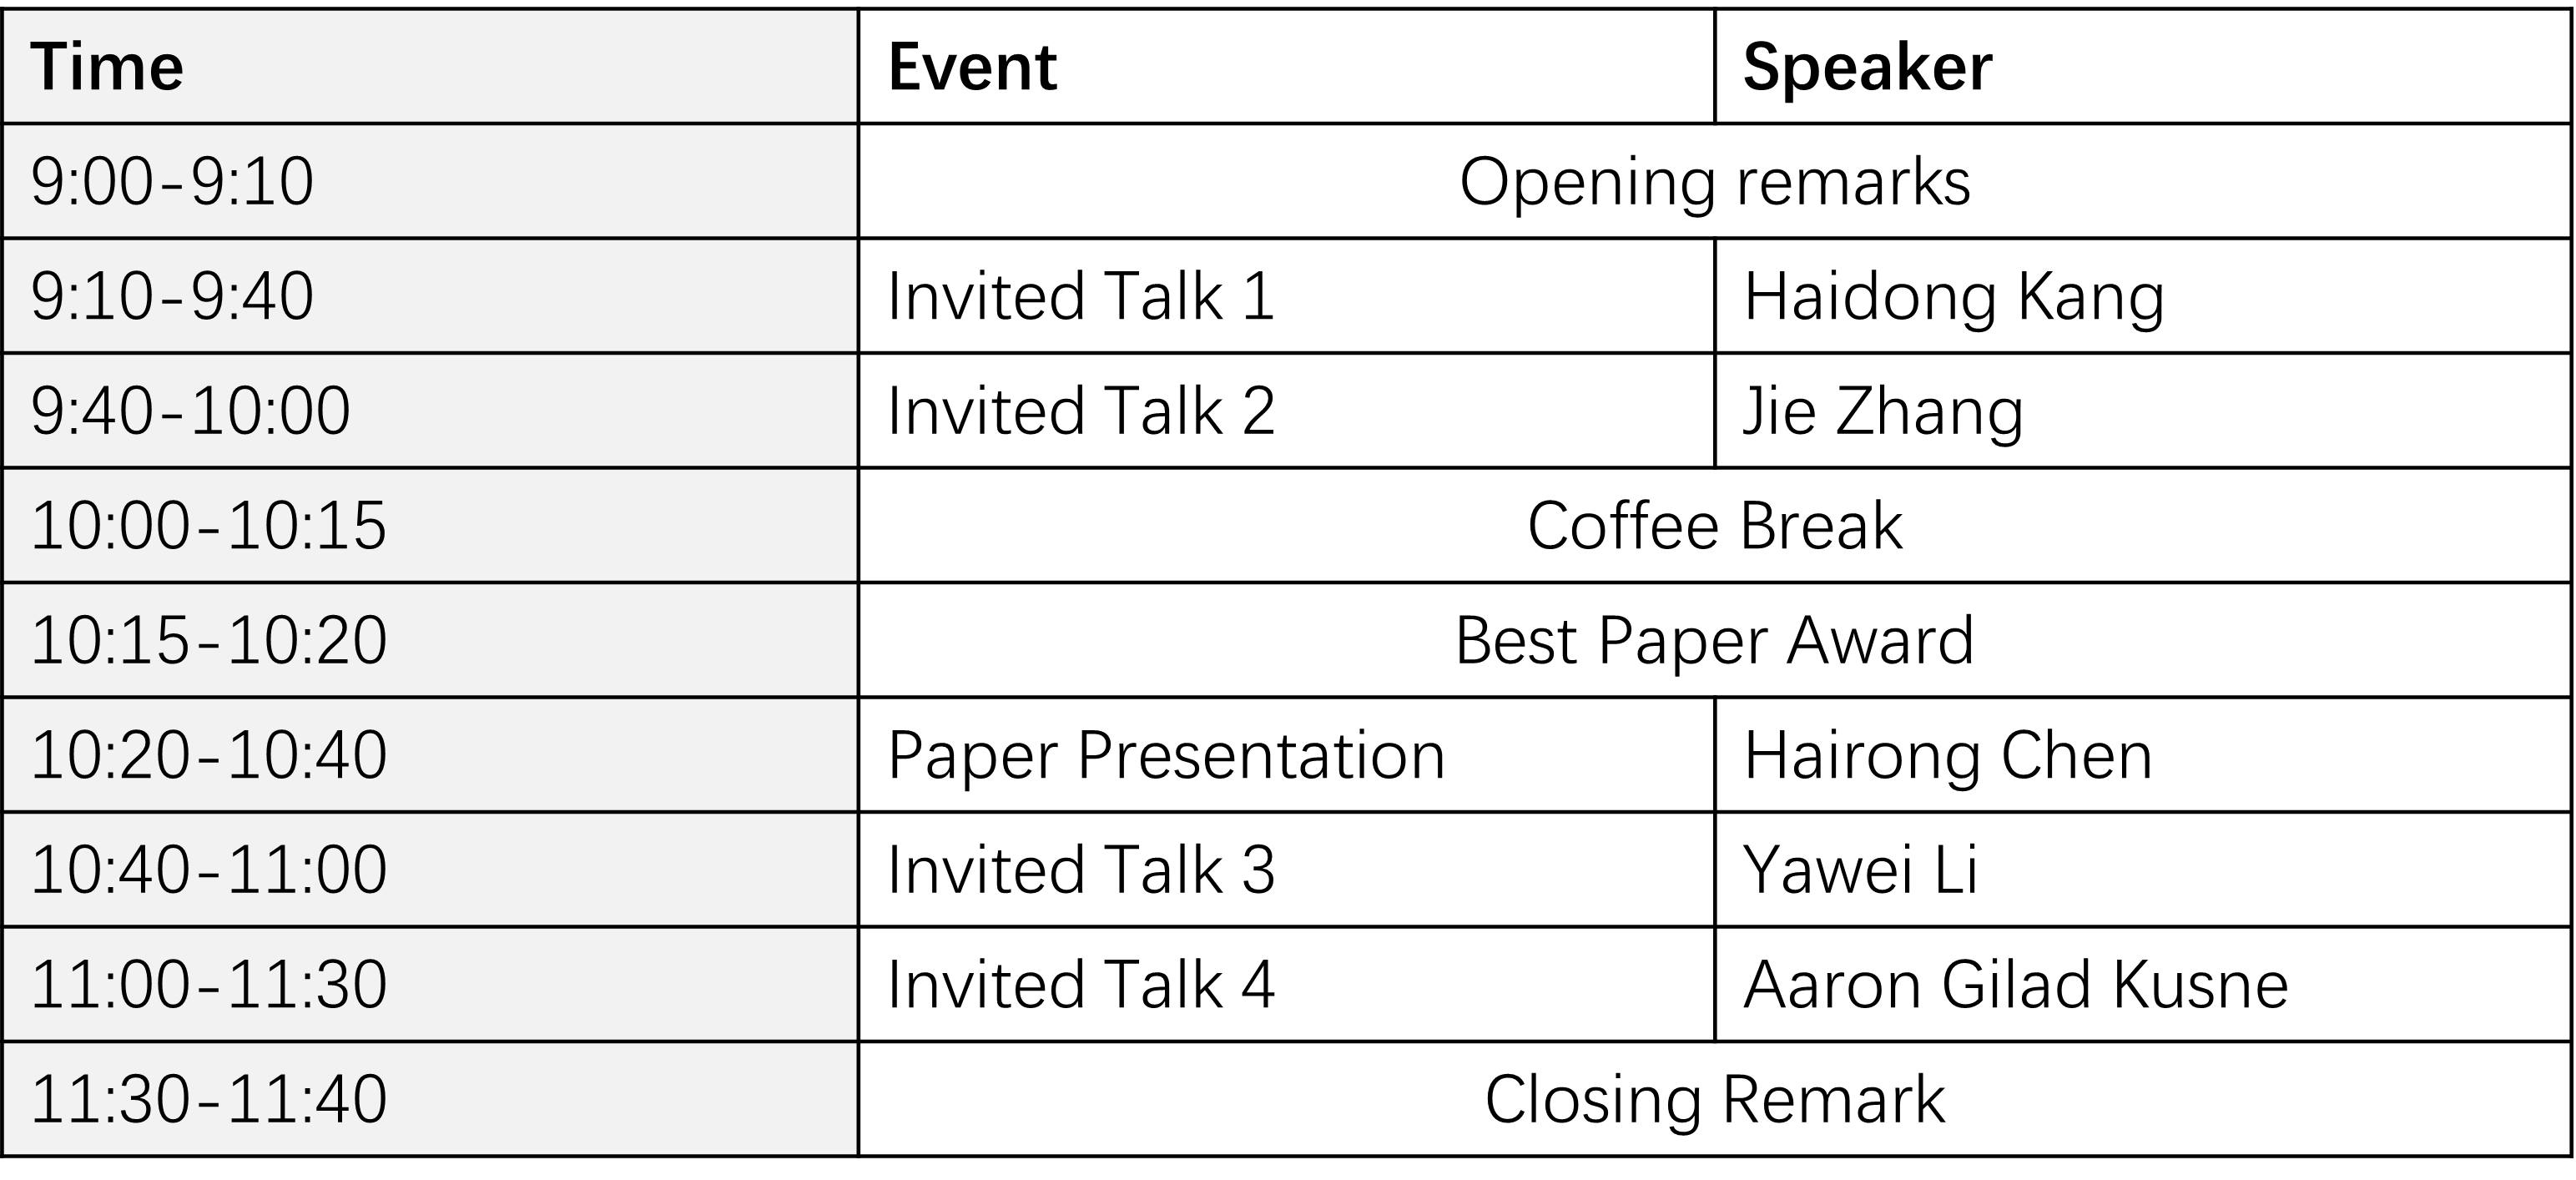 Time Event Speaker
9:00-9:10 Opening remarks
9:10-9:40 Invited Talk 1 Haidong Kang
9:40-10:00 Invited Talk 2 Jie Zhang
10:00-10:15 Coffee Break
10:15-10:20 Best Paper Award
10:20-10:40 Paper Presentation Hairong Chen
10:40-11:00 Invited Talk 3 Yawei Li
11:00-11:30 Invited Talk 4 Aaron Gilad Kusne
11:30-11:40 Closing Remark